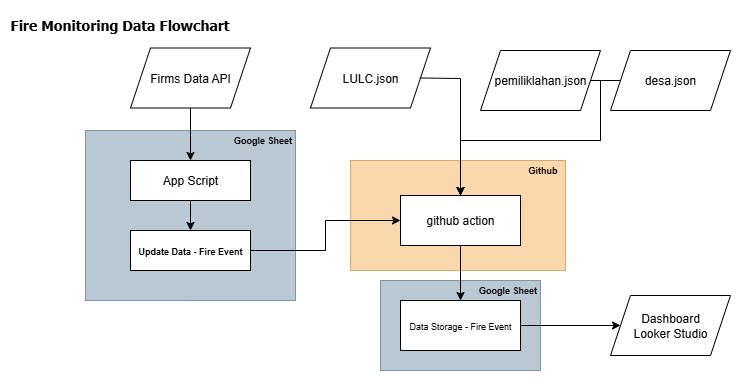 Fire Monitoring Data Flowchart
Firms Data API
LULC.json
pemiliklahan.json
desa.json
Google Sheet
App Script
Update Data - Fire Event
Github
github action
Google Sheet
Data Storage - Fire Event
Dashboard
Looker Studio